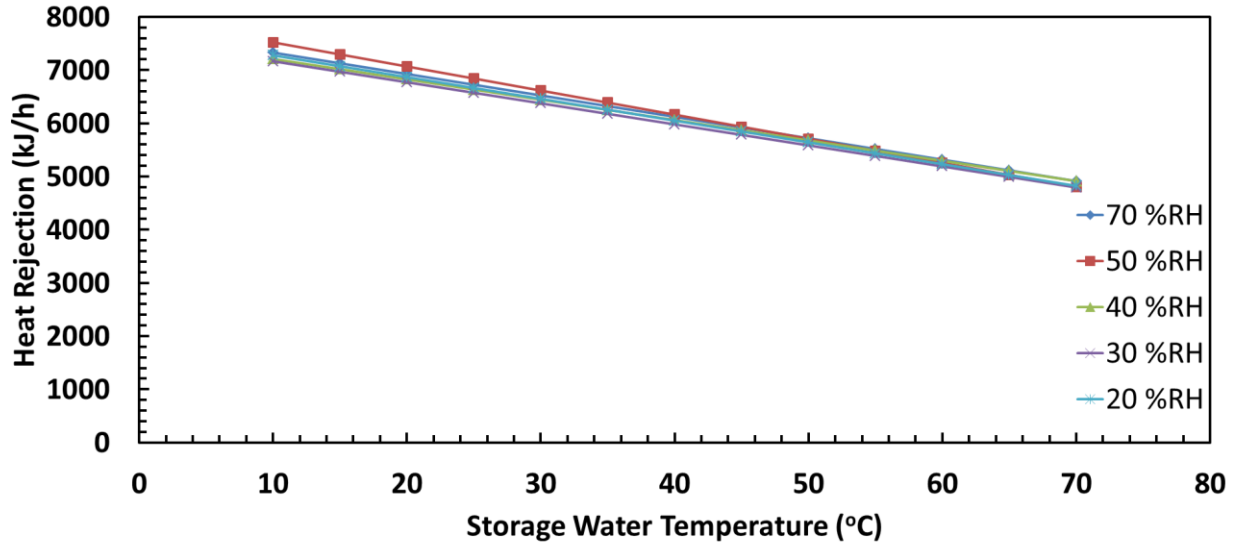 8000
7000
6000
5000
4000
3000
2000
1000
0
Heat Rejection (kJ/h)
70 %RH
50 %RH
40 %RH
30 %RH
20 %RH
0 10 20 30 40 50 60 70 80
Storage Water Temperature (ºC)